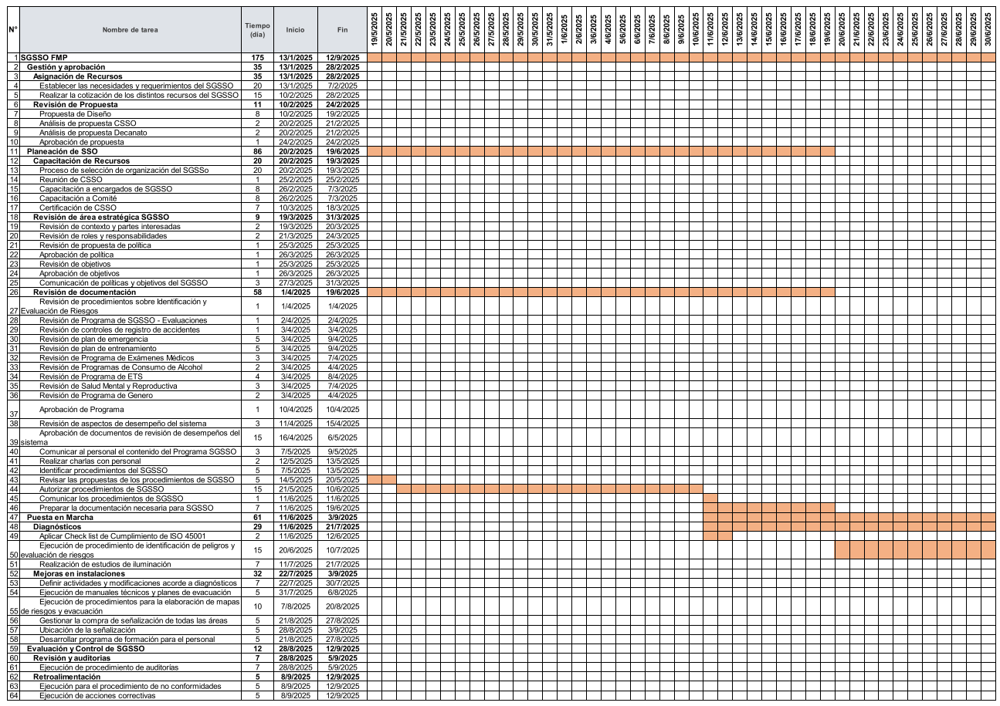 N° Nombre de tarea Tiempo (día) Inicio Fin 19/5/2025 20/5/2025 21/5/2025 22/5/2025 23/5/2025 24/5/2025 25/5/2025 26/5/2025 27/5/2025 28/5/2025 29/5/2025 30/5/2025 31/5/2025 1/6/2025 2/6/2025 3/6/2025 4/6/2025 5/6/2025 6/6/2025 7/6/2025 8/6/2025 9/6/2025 10/6/2025 11/6/2025 12/6/2025 13/6/2025 14/6/2025 15/6/2025 16/6/2025 17/6/2025 18/6/2025 19/6/2025 20/6/2025 21/6/2025 22/6/2025 23/6/2025 24/6/2025 25/6/2025 26/6/2025 27/6/2025 28/6/2025 29/6/2025 30/6/2025
1 SGSSO FMP 175 13/1/2025 12/9/2025
2 Gestión y aprobación 35 13/1/2025 28/2/2025
3 Asignación de Recursos 35 13/1/2025 28/2/2025
4 Establecer las necesidades y requerimientos del SGSSO 20 13/1/2025 7/2/2025
5 Realizar la cotización de los distintos recursos del SGSSO 15 10/2/2025 28/2/2025
6 Revisión de Propuesta 11 10/2/2025 24/2/2025
7 Propuesta de Diseño 8 10/2/2025 19/2/2025
8 Análisis de propuesta CSSO 2 20/2/2025 21/2/2025
9 Análisis de propuesta Decanato 2 20/2/2025 21/2/2025
10 Aprobación de propuesta 1 24/2/2025 24/2/2025
11 Planeación de SSO 86 20/2/2025 19/6/2025
12 Capacitación de Recursos 20 20/2/2025 19/3/2025
13 Proceso de selección de organización del SGSSo 20 20/2/2025 19/3/2025
14 Reunión de CSSO 1 25/2/2025 25/2/2025
15 Capacitación a encargados de SGSSO 8 26/2/2025 7/3/2025
16 Capacitación a Comité 8 26/2/2025 7/3/2025
17 Certificación de CSSO 7 10/3/2025 18/3/2025
18 Revisión de área estratégica SGSSO 9 19/3/2025 31/3/2025
19 Revisión de contexto y partes interesadas 2 19/3/2025 20/3/2025
20 Revisión de roles y responsabilidades 2 21/3/2025 24/3/2025
21 Revisión de propuesta de política 1 25/3/2025 25/3/2025
22 Aprobación de política 1 26/3/2025 26/3/2025
23 Revisión de objetivos 1 25/3/2025 25/3/2025
24 Aprobación de objetivos 1 26/3/2025 26/3/2025
25 Comunicación de políticas y objetivos del SGSSO 3 27/3/2025 31/3/2025
26 Revisión de documentación 58 1/4/2025 19/6/2025
27 Revisión de procedimientos sobre Identificación y
Evaluación de Riesgos 1 1/4/2025 1/4/2025
28 Revisión de Programa de SGSSO - Evaluaciones 1 2/4/2025 2/4/2025
29 Revisión de controles de registro de accidentes 1 3/4/2025 3/4/2025
30 Revisión de plan de emergencia 5 3/4/2025 9/4/2025
31 Revisión de plan de entrenamiento 5 3/4/2025 9/4/2025
32 Revisión de Programa de Exámenes Médicos 3 3/4/2025 7/4/2025
33 Revisión de Programas de Consumo de Alcohol 2 3/4/2025 4/4/2025
34 Revisión de Programa de ETS 4 3/4/2025 8/4/2025
35 Revisión de Salud Mental y Reproductiva 3 3/4/2025 7/4/2025
36 Revisión de Programa de Genero 2 3/4/2025 4/4/2025
37 Aprobación de Programa 1 10/4/2025 10/4/2025
38 Revisión de aspectos de desempeño del sistema 3 11/4/2025 15/4/2025
39 Aprobación de documentos de revisión de desempeños del
sistema 15 16/4/2025 6/5/2025
40 Comunicar al personal el contenido del Programa SGSSO 3 7/5/2025 9/5/2025
41 Realizar charlas con personal 2 12/5/2025 13/5/2025
42 Identificar procedimientos del SGSSO 5 7/5/2025 13/5/2025
43 Revisar las propuestas de los procedimientos de SGSSO 5 14/5/2025 20/5/2025
44 Autorizar procedimientos de SGSSO 15 21/5/2025 10/6/2025
45 Comunicar los procedimientos de SGSSO 1 11/6/2025 11/6/2025
46 Preparar la documentación necesaria para SGSSO 7 11/6/2025 19/6/2025
47 Puesta en Marcha 61 11/6/2025 3/9/2025
48 Diagnósticos 29 11/6/2025 21/7/2025
49 Aplicar Check list de Cumplimiento de ISO 45001 2 11/6/2025 12/6/2025
50 Ejecución de procedimiento de identificación de peligros y
evaluación de riesgos 15 20/6/2025 10/7/2025
51 Realización de estudios de iluminación 7 11/7/2025 21/7/2025
52 Mejoras en instalaciones 32 22/7/2025 3/9/2025
53 Definir actividades y modificaciones acorde a diagnósticos 7 22/7/2025 30/7/2025
54 Ejecución de manuales técnicos y planes de evacuación 5 31/7/2025 6/8/2025
55 Ejecución de procedimientos para la elaboración de mapas
de riesgos y evacuación 10 7/8/2025 20/8/2025
56 Gestionar la compra de señalización de todas las áreas 5 21/8/2025 27/8/2025
57 Ubicación de la señalización 5 28/8/2025 3/9/2025
58 Desarrollar programa de formación para el personal 5 21/8/2025 27/8/2025
59 Evaluación y Control de SGSSO 12 28/8/2025 12/9/2025
60 Revisión y auditorias 7 28/8/2025 5/9/2025
61 Ejecución de procedimiento de auditorías 7 28/8/2025 5/9/2025
62 Retroalimentación 5 8/9/2025 12/9/2025
63 Ejecución para el procedimiento de no conformidades 5 8/9/2025 12/9/2025
64 Ejecución de acciones correctivas 5 8/9/2025 12/9/2025